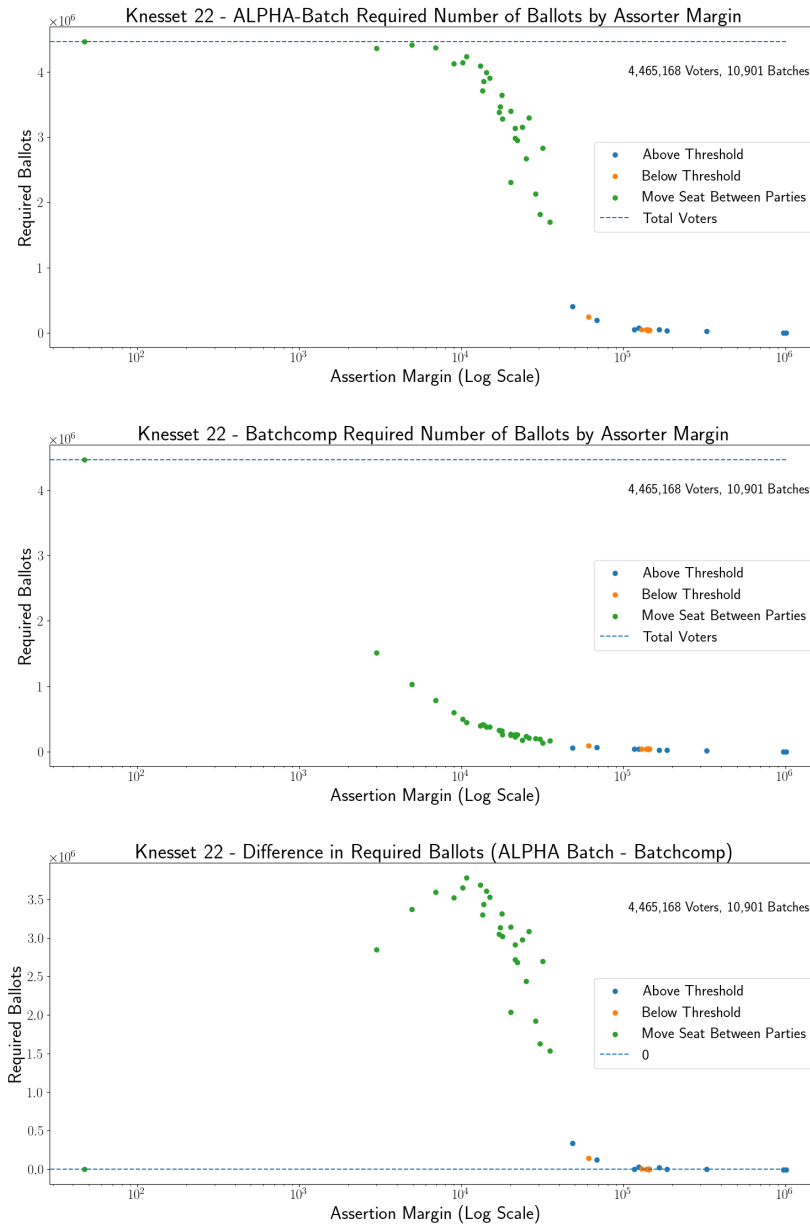 Knesset 22 - ALPHA-Batch Required Number of Ballots by Assorter Margin
×10⁶
4,465,168 Voters, 10,901 Batches
4
3
2
1
0
Required Ballots
Above Threshold
Below Threshold
Move Seat Between Parties
Total Voters
10² 10³ 10⁴ 10⁵ 10⁶
Assertion Margin (Log Scale)
Knesset 22 - Batchcomp Required Number of Ballots by Assorter Margin
×10⁶
4,465,168 Voters, 10,901 Batches
4
3
2
1
0
Required Ballots
Above Threshold
Below Threshold
Move Seat Between Parties
Total Voters
10² 10³ 10⁴ 10⁵ 10⁶
Assertion Margin (Log Scale)
Knesset 22 - Difference in Required Ballots (ALPHA Batch - Batchcomp)
×10⁶
4,465,168 Voters, 10,901 Batches
3.5
3.0
2.5
2.0
1.5
1.0
0.5
0.0
Required Ballots
Above Threshold
Below Threshold
Move Seat Between Parties
0
10² 10³ 10⁴ 10⁵ 10⁶
Assertion Margin (Log Scale)